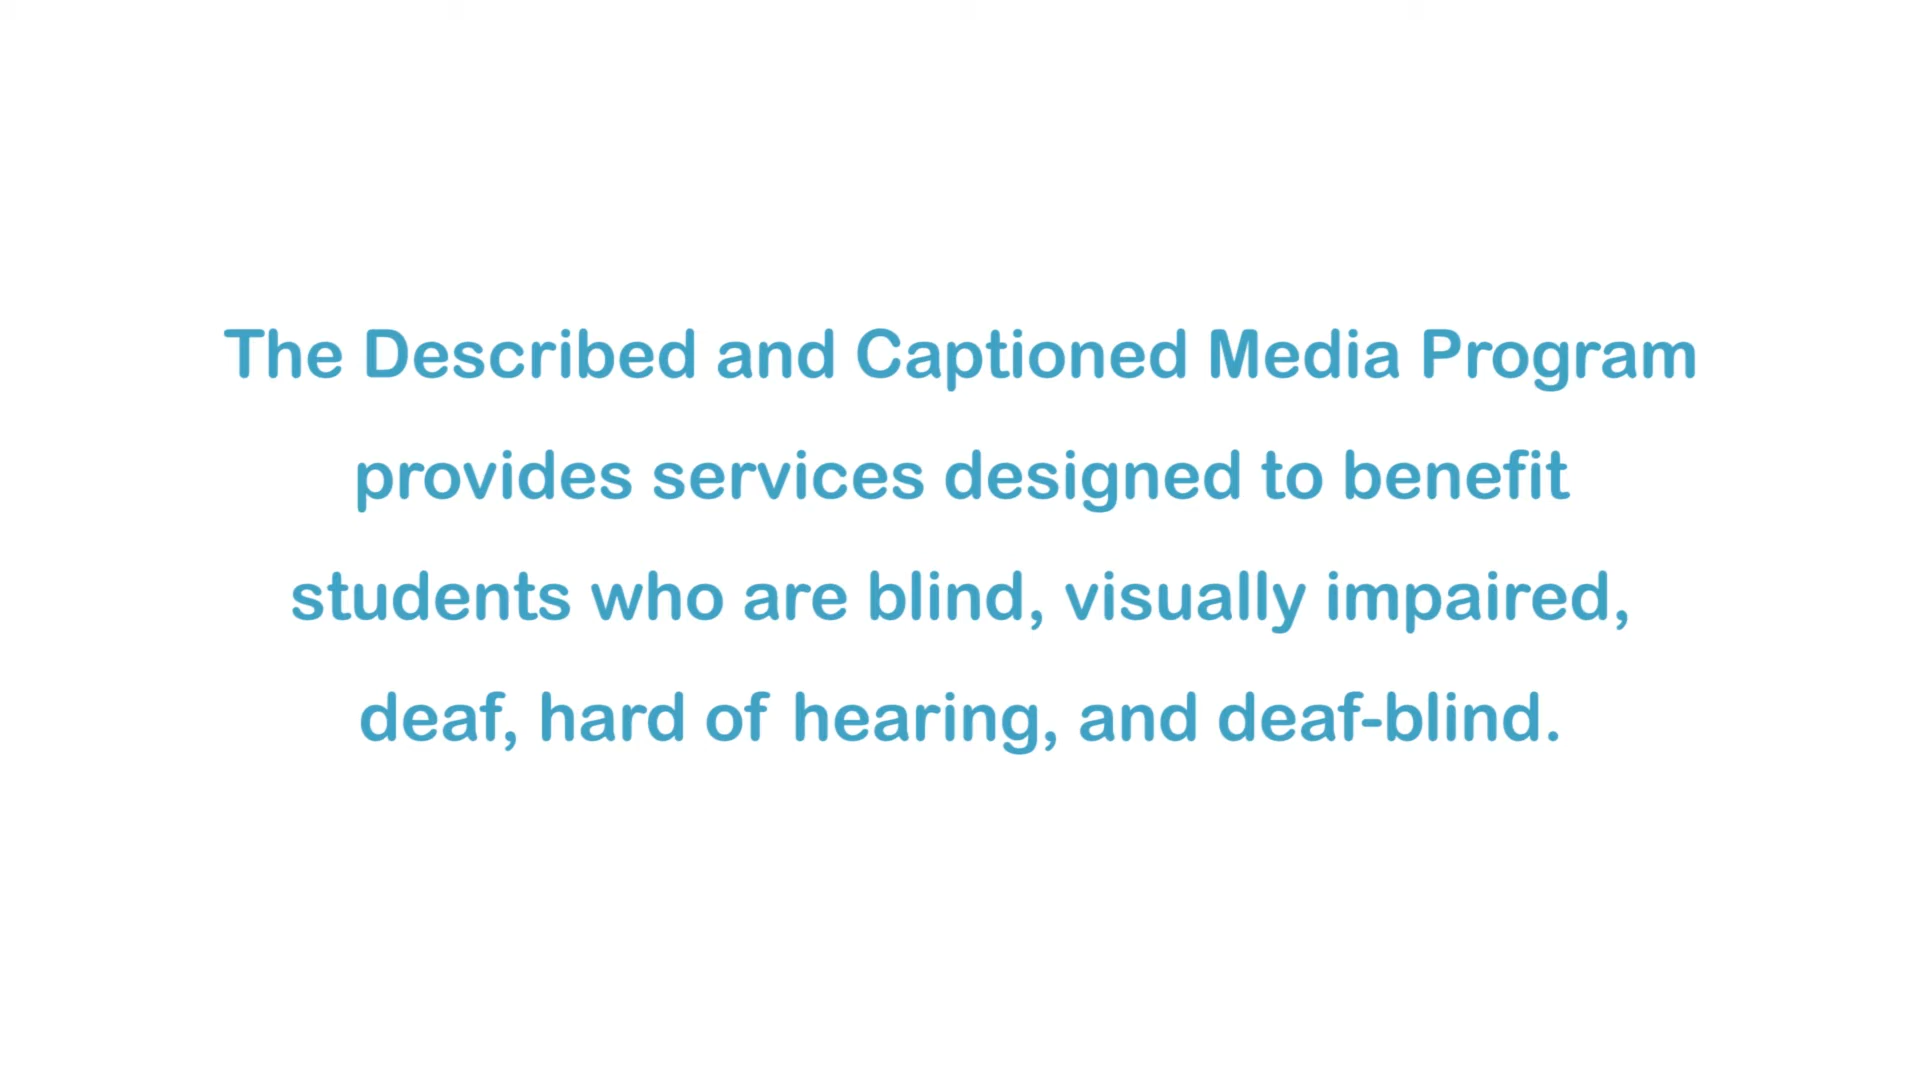 The Described and Captioned Media Program
provides services designed to benefit
students who are blind, visually impaired,
deaf, hard of hearing, and deaf-blind.